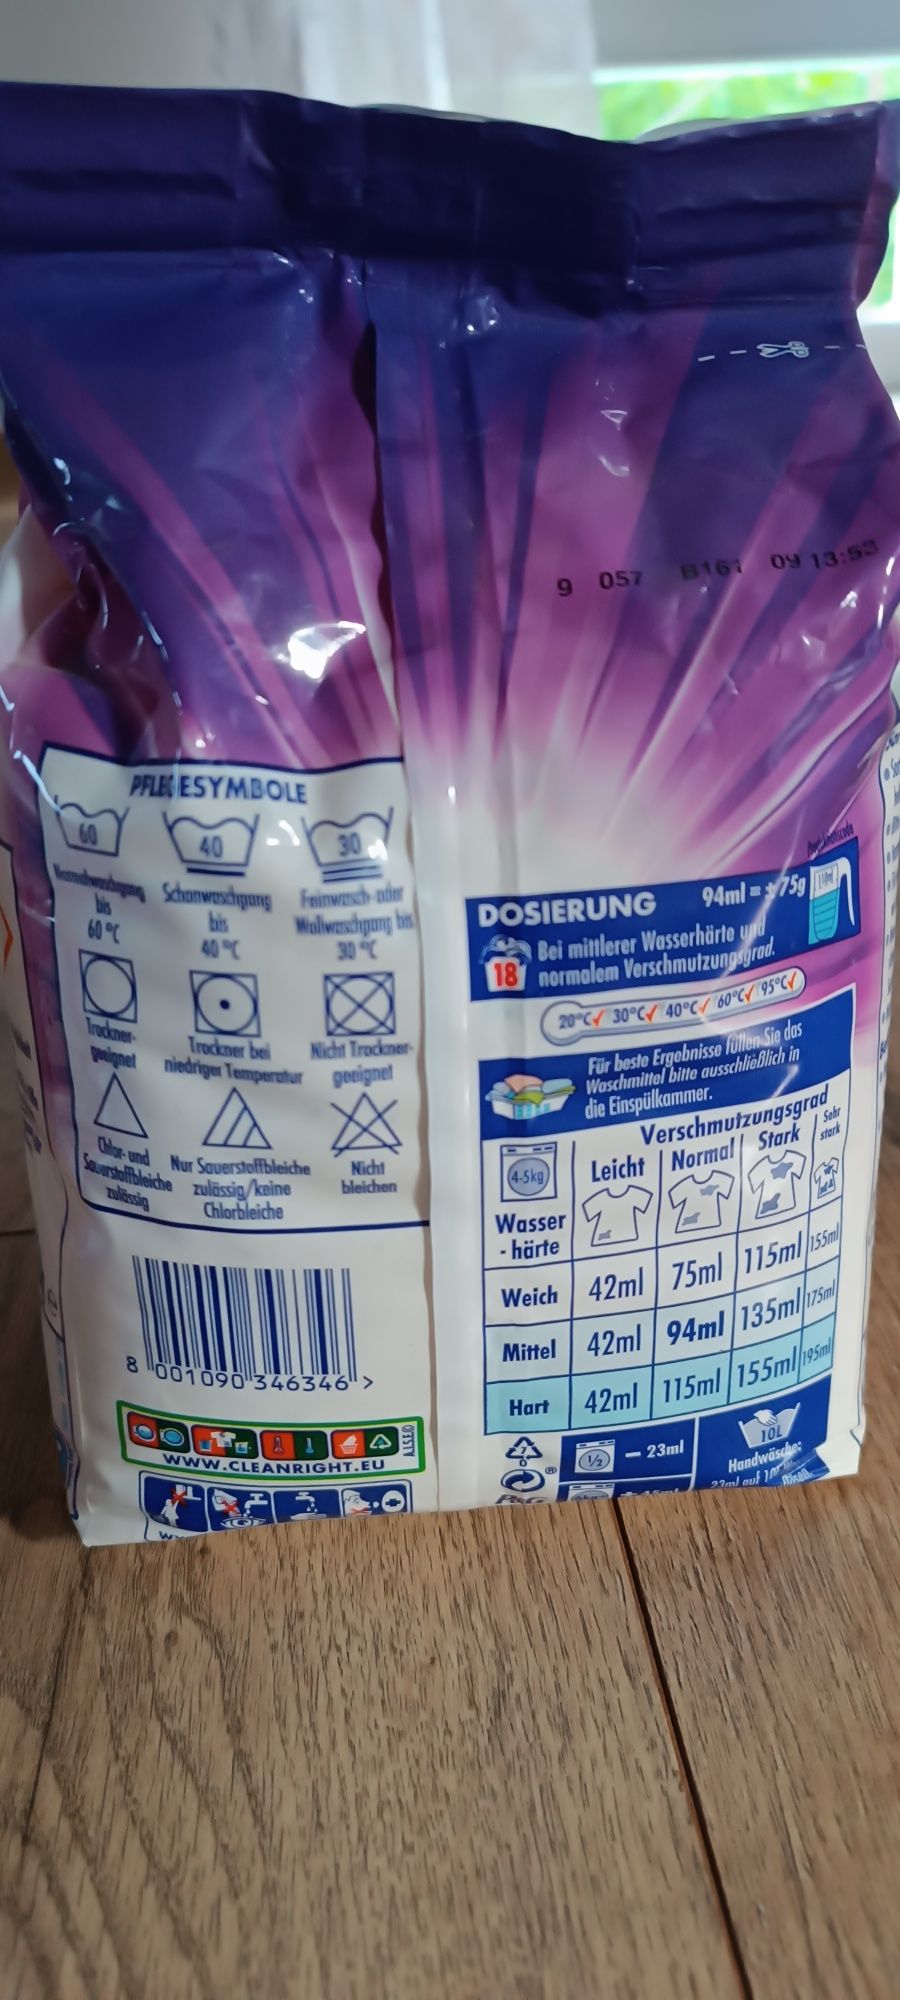 9 057 B161 09 13:53
PFLEGESYMBOLE
60
40
30
Normalwaschgang
bis
60 °C
Schonwaschgang
bis
40 °C
Feinwasch- oder
Wollwaschgang bis
30 °C
Trockner-
geeignet
Trockner bei
niedriger Temperatur
Nicht Trockner-
geeignet
Chlor- und
Sauerstoffbleiche
zulässig
Nur Sauerstoffbleiche
zulässig/keine
Chlorbleiche
Nicht
bleichen
8 001090 346346 >
WWW.CLEANRIGHT.EU
A.I.S.E.©
DOSIERUNG
94ml = ± 75g
18
Bei mittlerer Wasserhärte und
normalem Verschmutzungsgrad.
20°C✓ 30°C✓ 40°C✓ 60°C✓ 95°C✓
Für beste Ergebnisse füllen Sie das
Waschmittel bitte ausschließlich in
die Einspülkammer.
Verschmutzungsgrad
4-5kg
Leicht Normal Stark Sehr
stark
Wasser
- härte
Weich 42ml 75ml 115ml 155ml
Mittel 42ml 94ml 135ml 175ml
Hart 42ml 115ml 155ml 195ml
7
½ – 23ml
10L
Handwäsche:
23ml auf 10